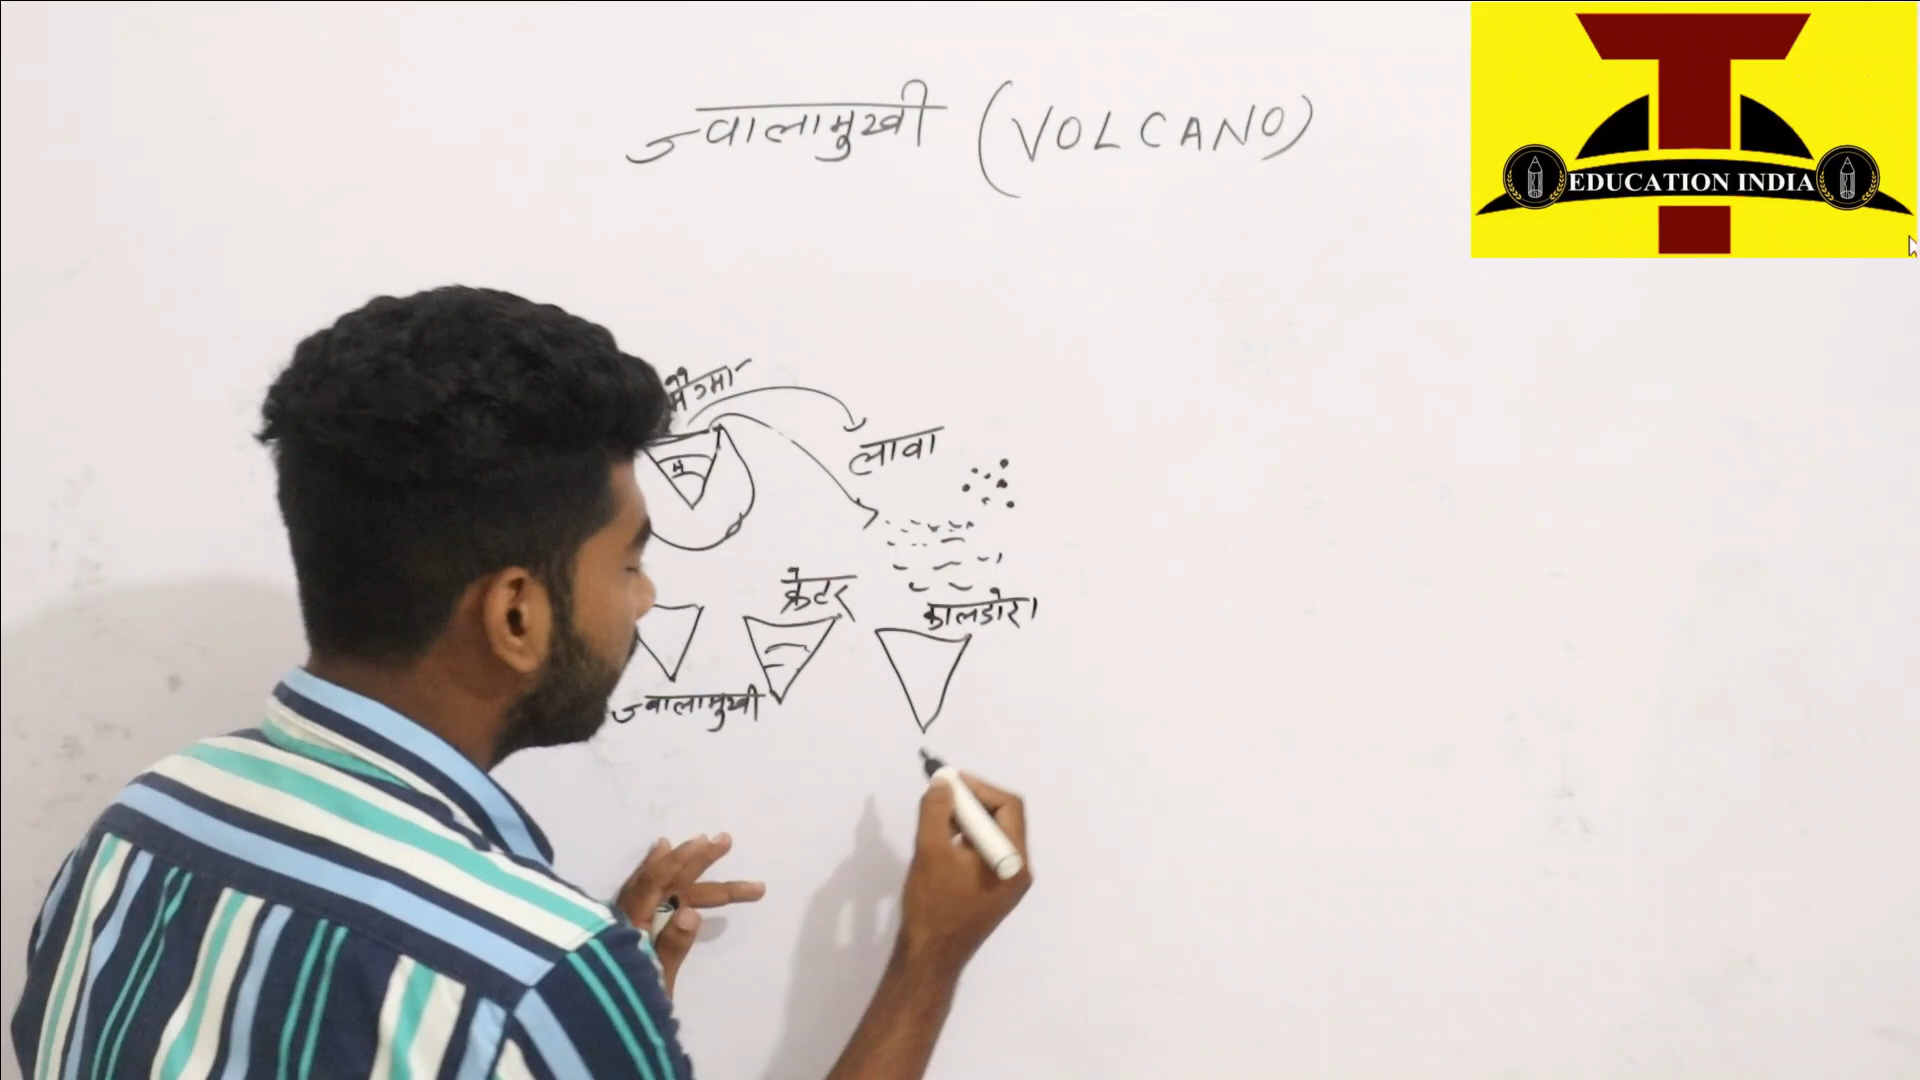 ज्वालामुखी (VOLCANO)
EDUCATION INDIA
मैग्मा
लावा
म
क्रेटर
कालडेरा
ज्वालामुखी